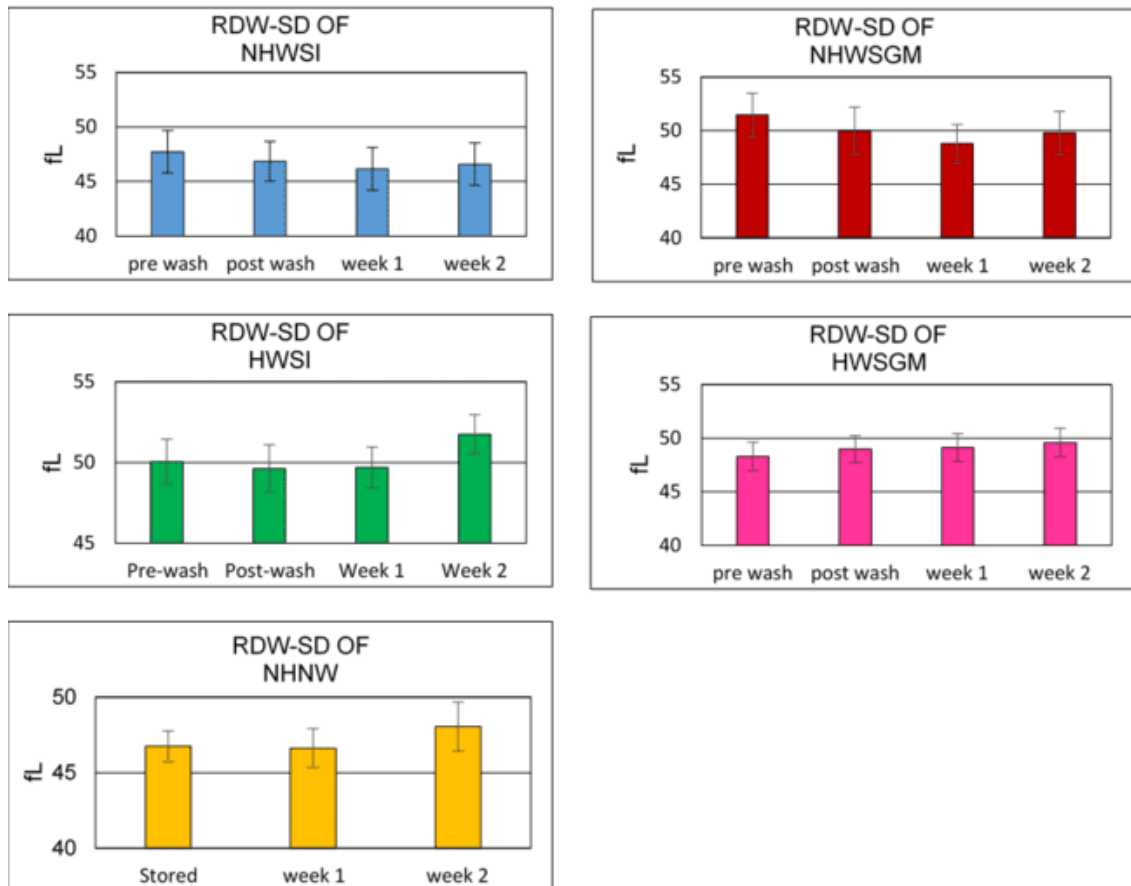 RDW-SD OF
NHWSI
55
50
45
40
fL
pre wash post wash week 1 week 2
RDW-SD OF
NHWSGM
55
50
45
40
fL
pre wash post wash week 1 week 2
RDW-SD OF
HWSI
55
50
45
fL
Pre-wash Post-wash Week 1 Week 2
RDW-SD OF
HWSGM
55
50
45
40
fL
pre wash post wash week 1 week 2
RDW-SD OF
NHNW
50
45
40
fL
Stored week 1 week 2